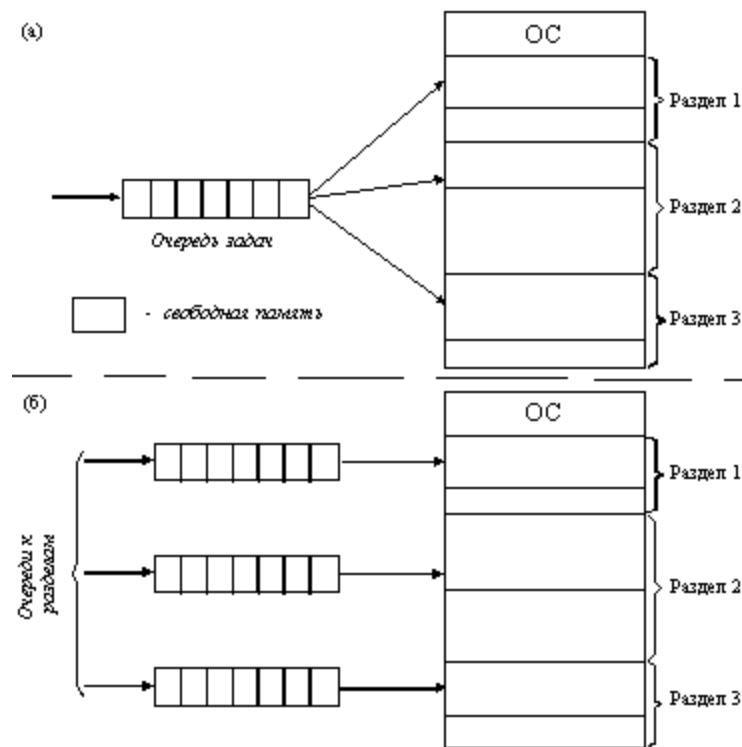 (а)
ОС
Раздел 1
Раздел 2
Очередь задач
- свободная память
Раздел 3
(б)
ОС
Раздел 1
Очереди к
разделам
Раздел 2
Раздел 3